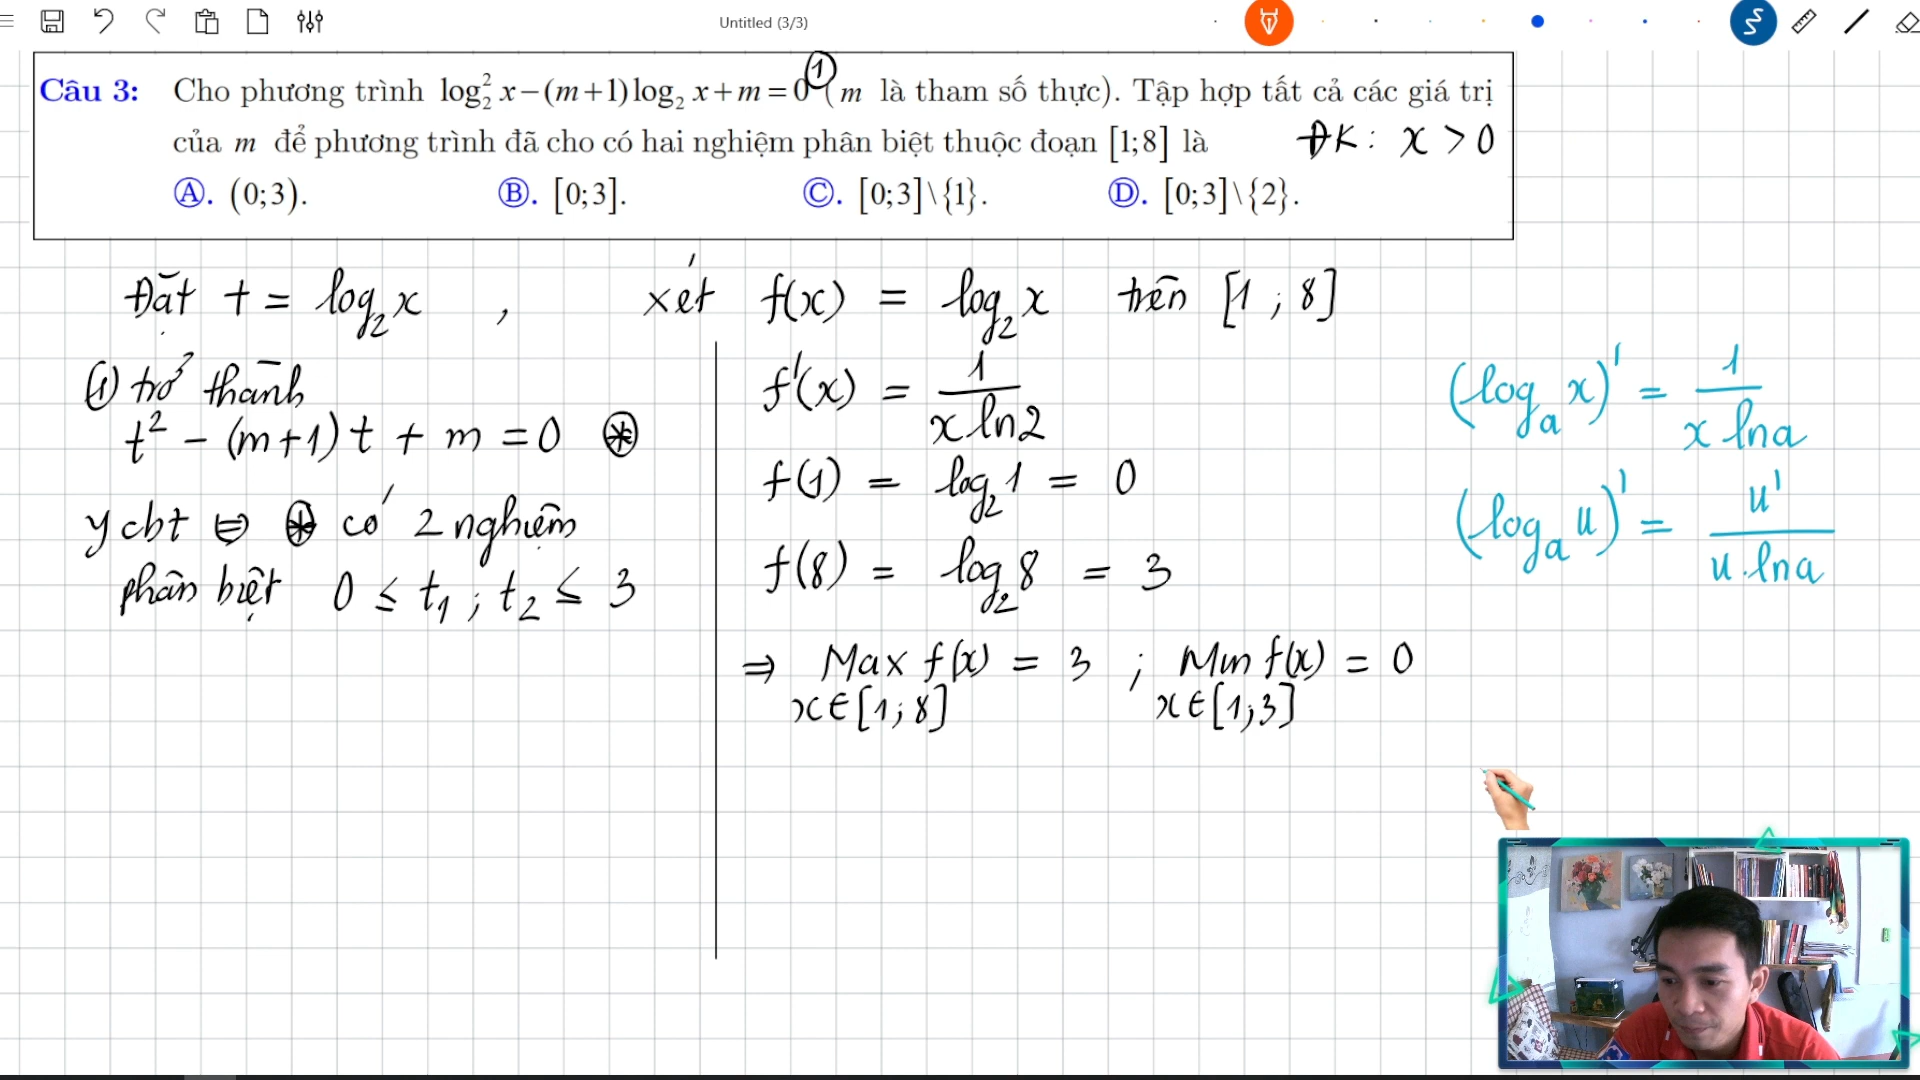 Untitled (3/3)
Câu 3: Cho phương trình log₂² x−(m+1)log₂ x+m=0 ① (m là tham số thực). Tập hợp tất cả các giá trị
của m để phương trình đã cho có hai nghiệm phân biệt thuộc đoạn [1;8] là ĐK: x > 0
Ⓐ. (0;3). Ⓑ. [0;3]. Ⓒ. [0;3]\{1}. Ⓓ. [0;3]\{2}.
Đặt t = log₂x , xét f(x) = log₂x trên [1 ; 8]
(1) trở thành
t² − (m+1)t + m = 0 ⊛
ycbt ⇔ ⊛ có 2 nghiệm
phân biệt 0 ≤ t₁ ; t₂ ≤ 3
f'(x) = 1/(x ln2)
f(1) = log₂1 = 0
f(8) = log₂8 = 3
⇒ Max f(x) = 3 ; Min f(x) = 0
x∈[1;8] x∈[1;3]
(logₐ x)' = 1/(x lna)
(logₐ u)' = u'/(u.lna)